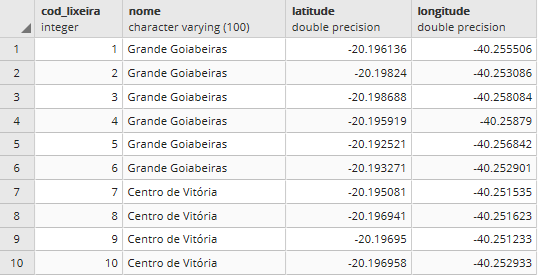 cod_lixeira nome latitude longitude
integer character varying (100) double precision double precision
1 1 Grande Goiabeiras -20.196136 -40.255506
2 2 Grande Goiabeiras -20.19824 -40.253086
3 3 Grande Goiabeiras -20.198688 -40.258084
4 4 Grande Goiabeiras -20.195919 -40.25879
5 5 Grande Goiabeiras -20.192521 -40.256842
6 6 Grande Goiabeiras -20.193271 -40.252901
7 7 Centro de Vitória -20.195081 -40.251535
8 8 Centro de Vitória -20.196941 -40.251623
9 9 Centro de Vitória -20.19695 -40.251233
10 10 Centro de Vitória -20.196958 -40.252933